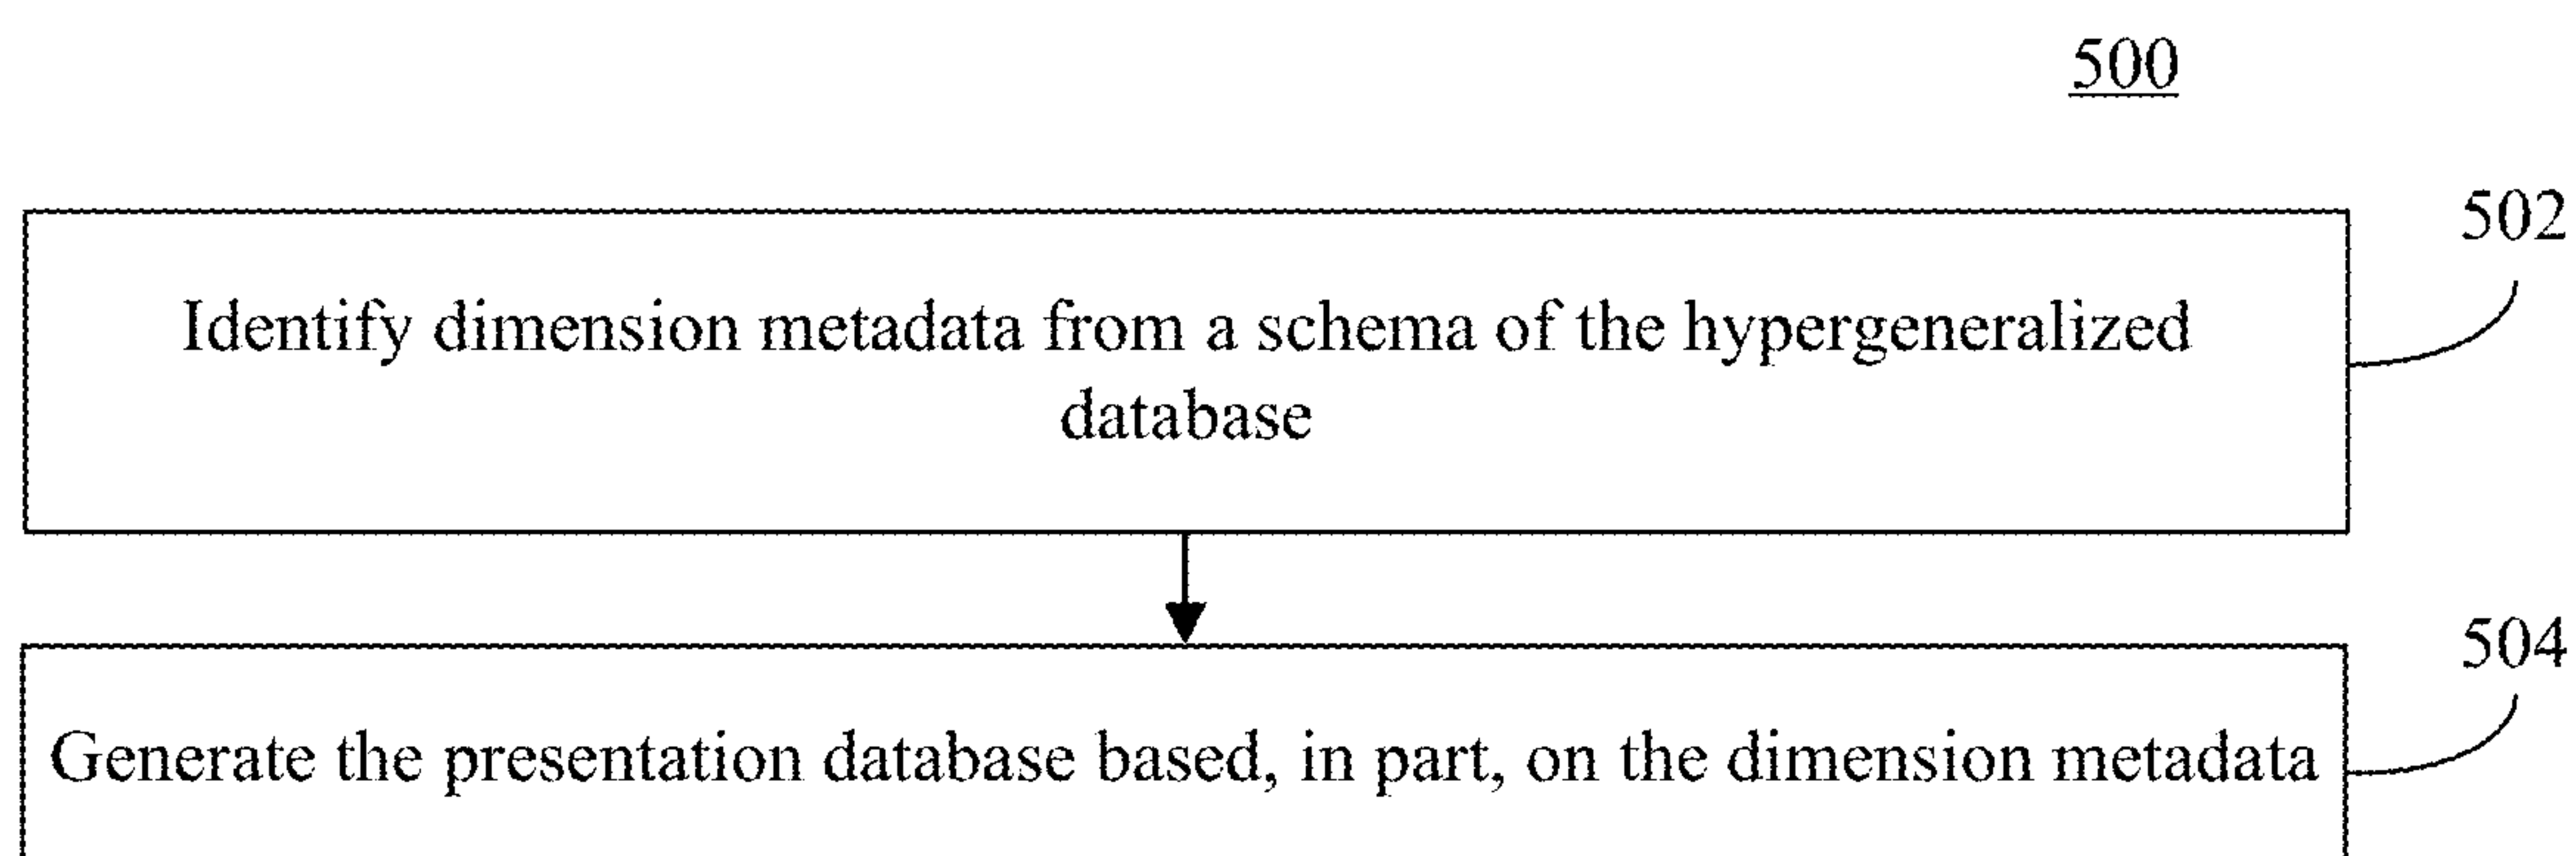 500
502
Identify dimension metadata from a schema of the hypergeneralized
database
504
Generate the presentation database based, in part, on the dimension metadata